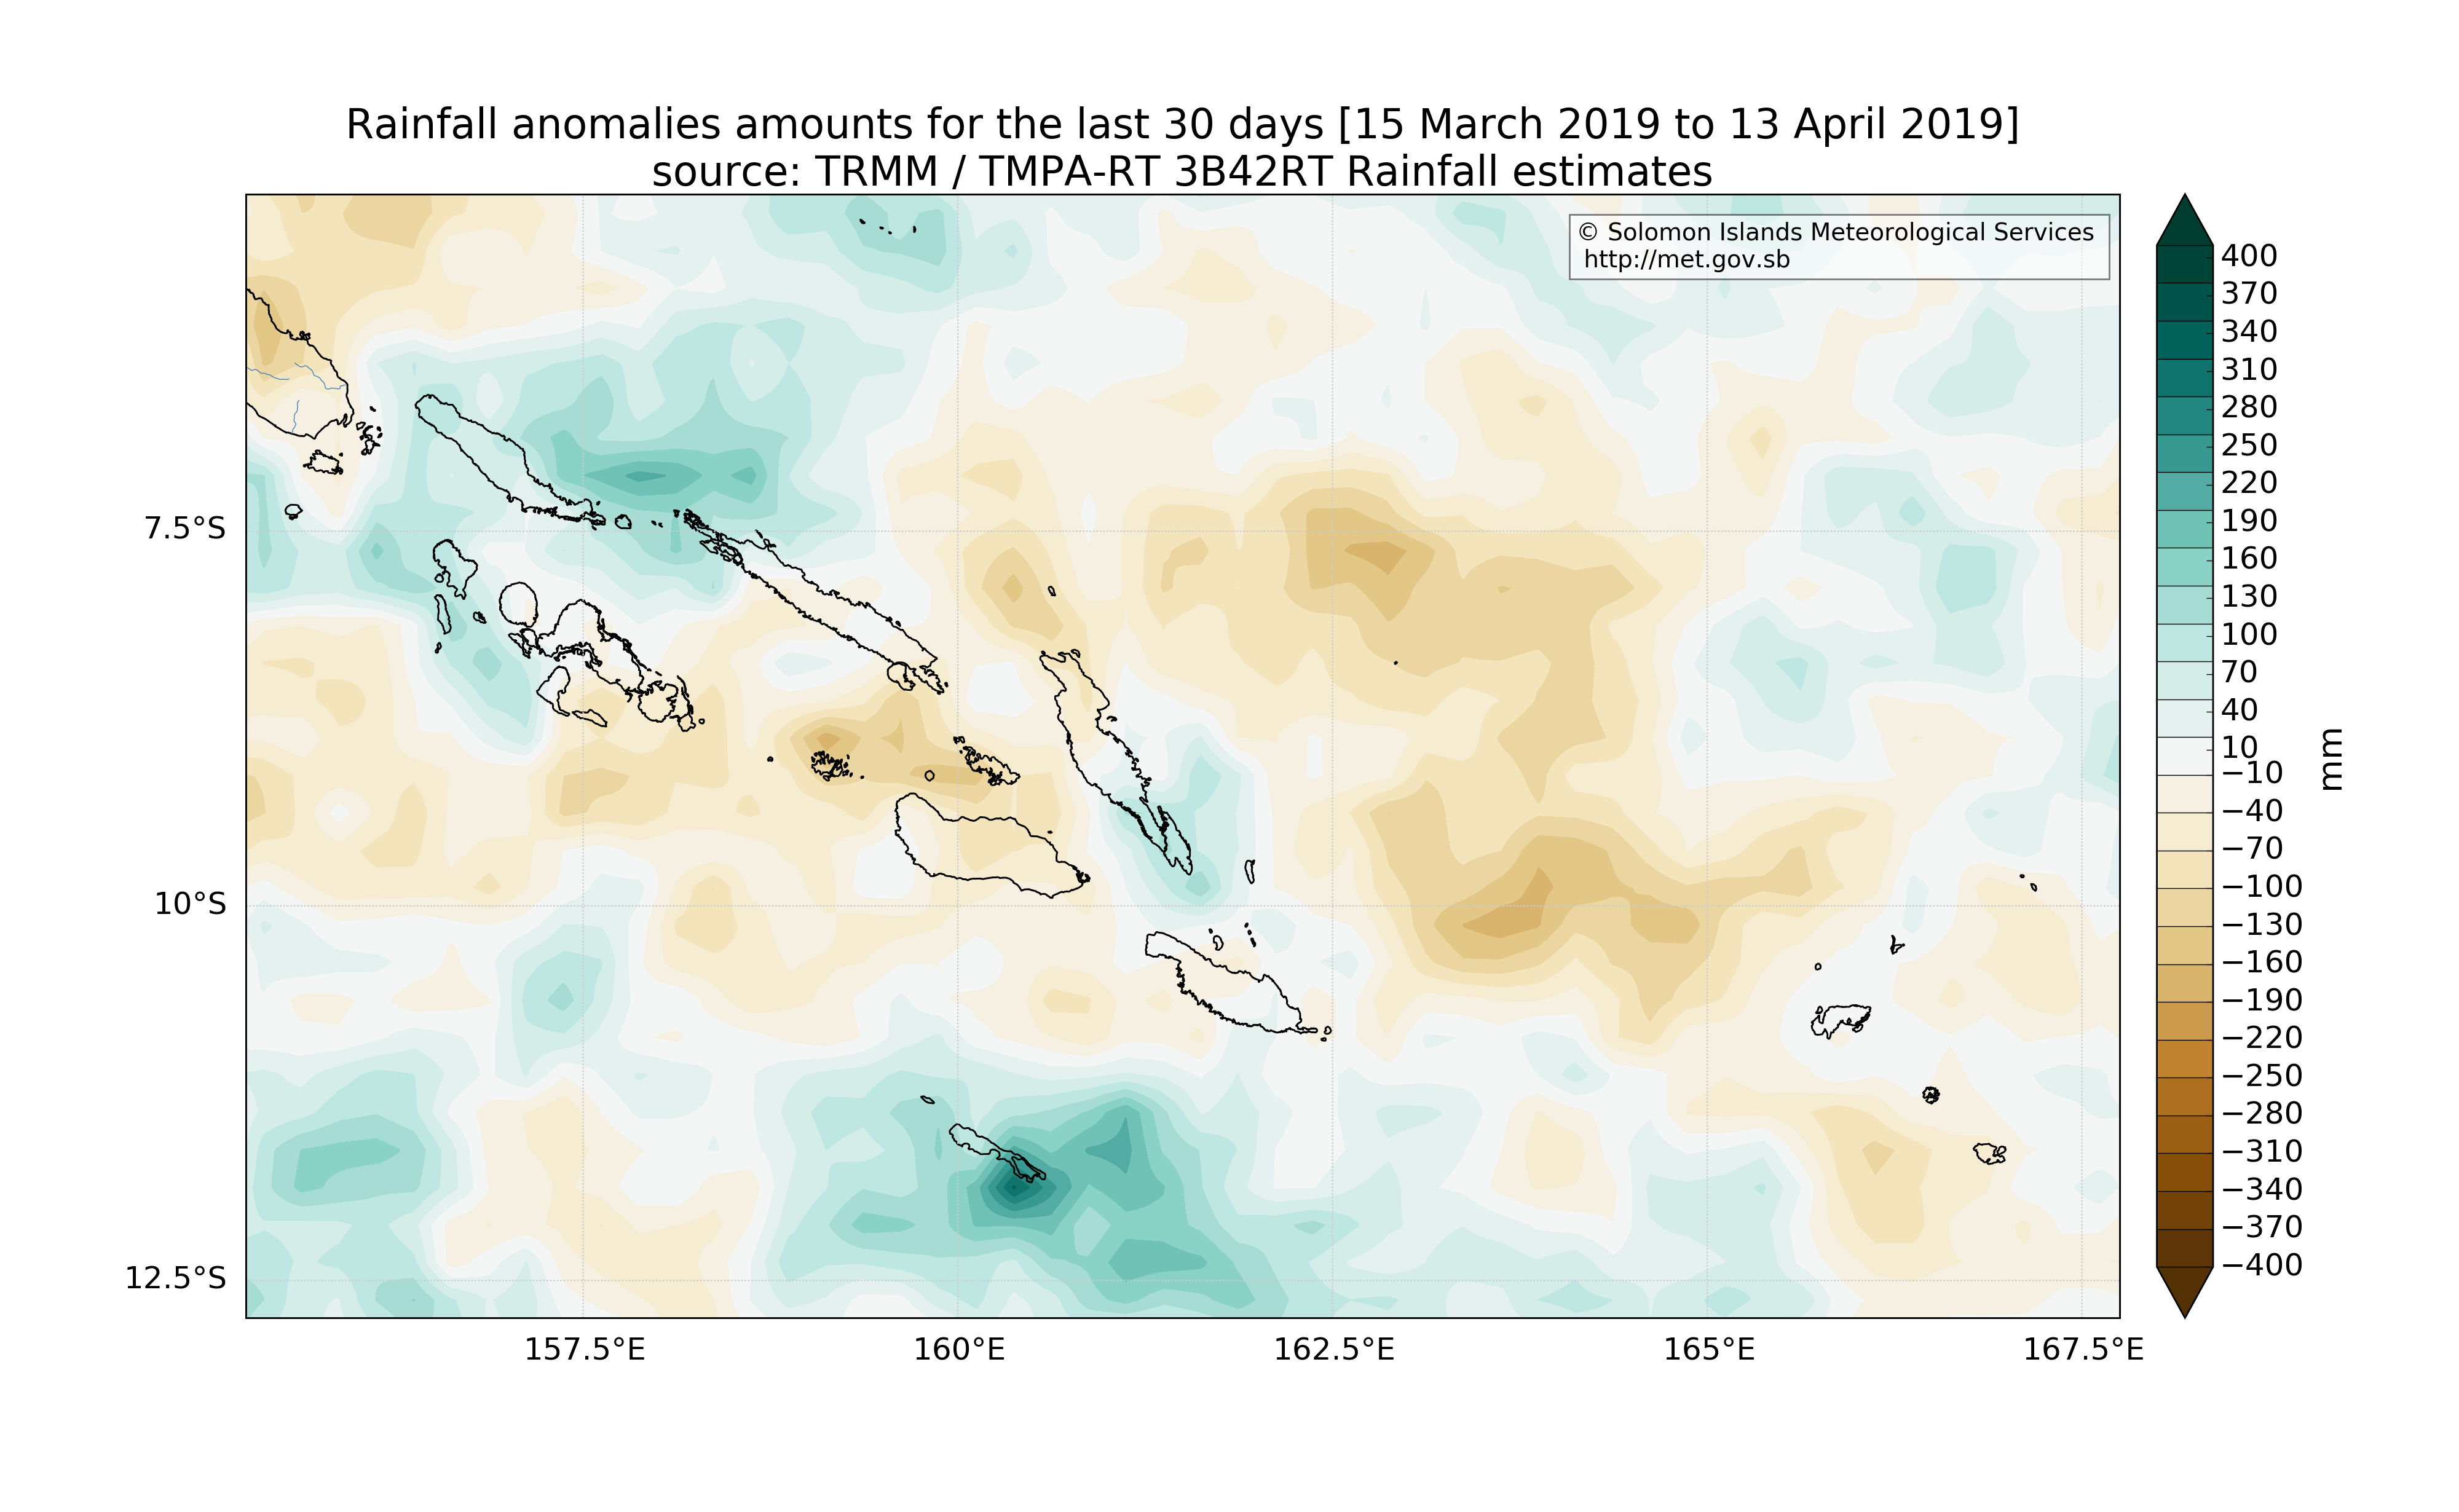 Rainfall anomalies amounts for the last 30 days [15 March 2019 to 13 April 2019]
source: TRMM / TMPA-RT 3B42RT Rainfall estimates
© Solomon Islands Meteorological Services
http://met.gov.sb
7.5°S
10°S
12.5°S
157.5°E
160°E
162.5°E
165°E
167.5°E
400
370
340
310
280
250
220
190
160
130
100
70
40
10
−10
−40
−70
−100
−130
−160
−190
−220
−250
−280
−310
−340
−370
−400
mm